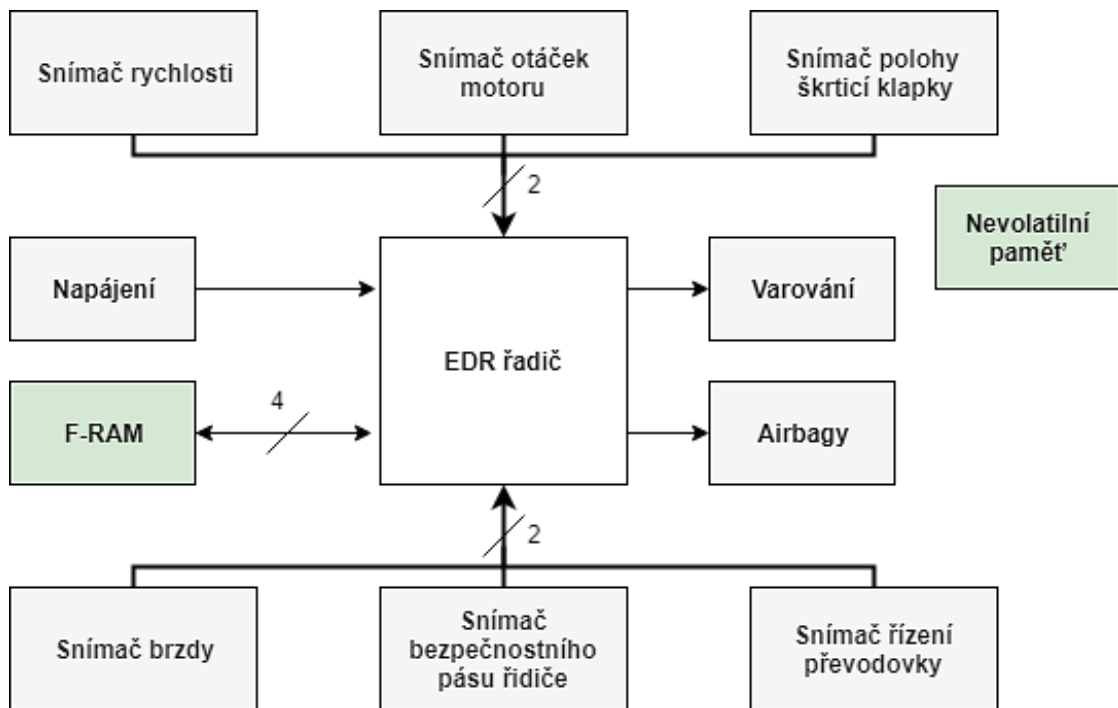 Snímač rychlosti
Snímač otáček
motoru
Snímač polohy
škrticí klapky
2
Nevolatilní
paměť
Napájení
EDR řadič
Varování
F-RAM
4
Airbagy
2
Snímač brzdy
Snímač
bezpečnostního
pásu řidiče
Snímač řízení
převodovky